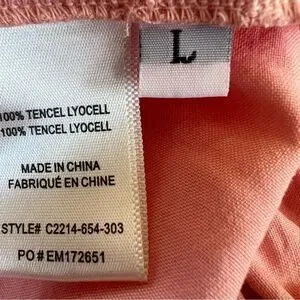 L
100% TENCEL LYOCELL
100% TENCEL LYOCELL
MADE IN CHINA
FABRIQUÉ EN CHINE
STYLE# C2214-654-303
PO # EM172651